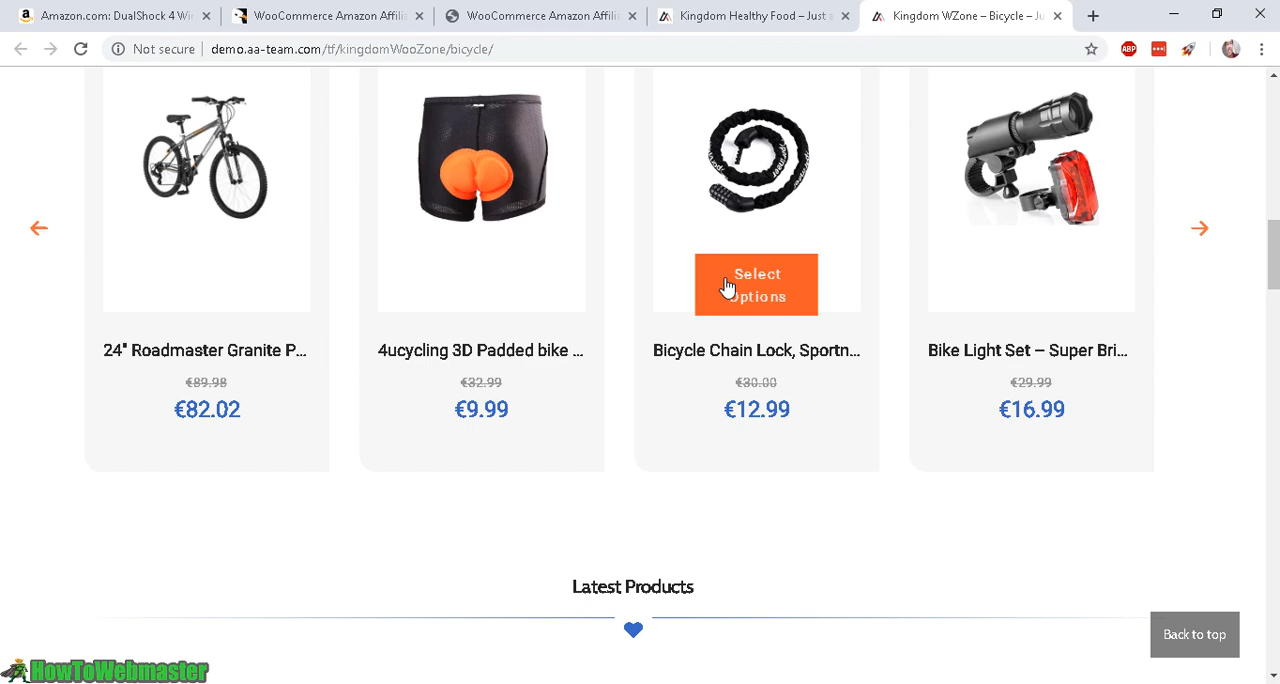 Amazon.com: DualShock 4 Wi
WooCommerce Amazon Affilia
WooCommerce Amazon Affilia
Kingdom Healthy Food – Just a
Kingdom WZone – Bicycle – Ju
Not secure
demo.aa-team.com/tf/kingdomWooZone/bicycle/
ABP
Select
Options
24" Roadmaster Granite P...
4ucycling 3D Padded bike ...
Bicycle Chain Lock, Sportn...
Bike Light Set – Super Bri...
€89.98
€32.99
€30.00
€29.99
€82.02
€9.99
€12.99
€16.99
Latest Products
Back to top
HowToWebmaster